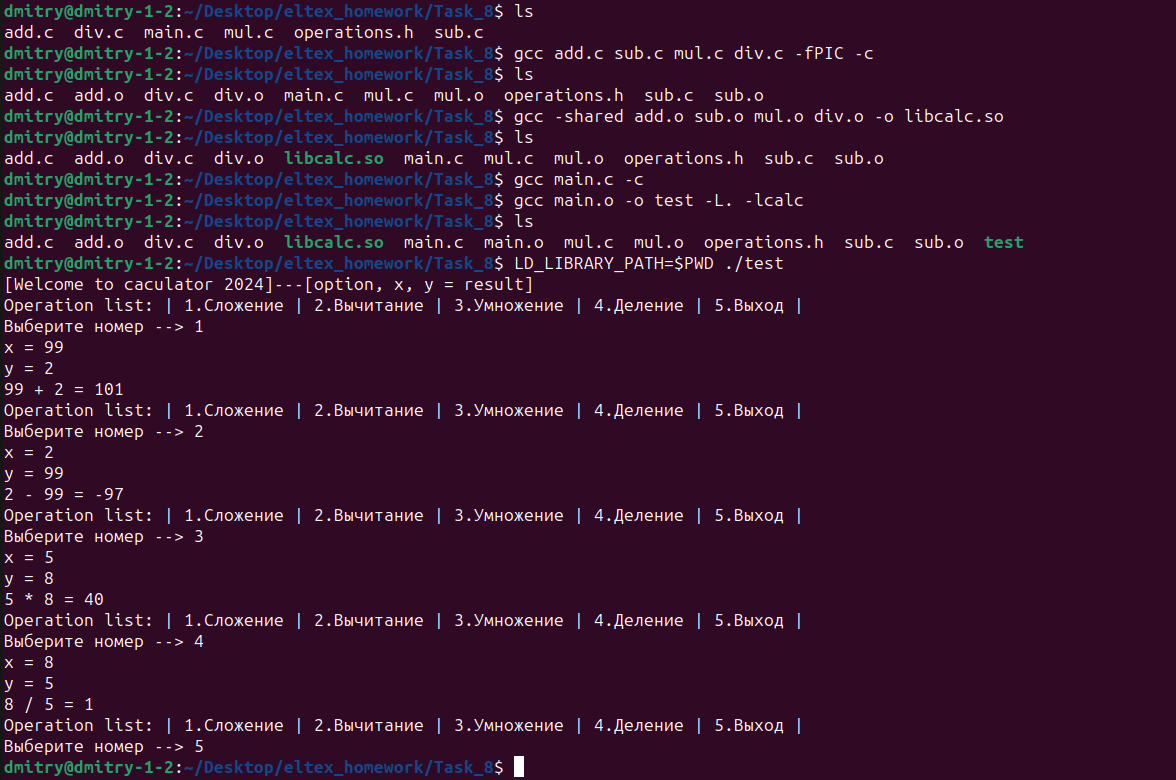 dmitry@dmitry-1-2:~/Desktop/eltex_homework/Task_8$ ls
add.c  div.c  main.c  mul.c  operations.h  sub.c
dmitry@dmitry-1-2:~/Desktop/eltex_homework/Task_8$ gcc add.c sub.c mul.c div.c -fPIC -c
dmitry@dmitry-1-2:~/Desktop/eltex_homework/Task_8$ ls
add.c  add.o  div.c  div.o  main.c  mul.c  mul.o  operations.h  sub.c  sub.o
dmitry@dmitry-1-2:~/Desktop/eltex_homework/Task_8$ gcc -shared add.o sub.o mul.o div.o -o libcalc.so
dmitry@dmitry-1-2:~/Desktop/eltex_homework/Task_8$ ls
add.c  add.o  div.c  div.o  libcalc.so  main.c  mul.c  mul.o  operations.h  sub.c  sub.o
dmitry@dmitry-1-2:~/Desktop/eltex_homework/Task_8$ gcc main.c -c
dmitry@dmitry-1-2:~/Desktop/eltex_homework/Task_8$ gcc main.o -o test -L. -lcalc
dmitry@dmitry-1-2:~/Desktop/eltex_homework/Task_8$ ls
add.c  add.o  div.c  div.o  libcalc.so  main.c  main.o  mul.c  mul.o  operations.h  sub.c  sub.o  test
dmitry@dmitry-1-2:~/Desktop/eltex_homework/Task_8$ LD_LIBRARY_PATH=$PWD ./test
[Welcome to caculator 2024]---[option, x, y = result]
Operation list: | 1.Сложение | 2.Вычитание | 3.Умножение | 4.Деление | 5.Выход |
Выберите номер --> 1
x = 99
y = 2
99 + 2 = 101
Operation list: | 1.Сложение | 2.Вычитание | 3.Умножение | 4.Деление | 5.Выход |
Выберите номер --> 2
x = 2
y = 99
2 - 99 = -97
Operation list: | 1.Сложение | 2.Вычитание | 3.Умножение | 4.Деление | 5.Выход |
Выберите номер --> 3
x = 5
y = 8
5 * 8 = 40
Operation list: | 1.Сложение | 2.Вычитание | 3.Умножение | 4.Деление | 5.Выход |
Выберите номер --> 4
x = 8
y = 5
8 / 5 = 1
Operation list: | 1.Сложение | 2.Вычитание | 3.Умножение | 4.Деление | 5.Выход |
Выберите номер --> 5
dmitry@dmitry-1-2:~/Desktop/eltex_homework/Task_8$